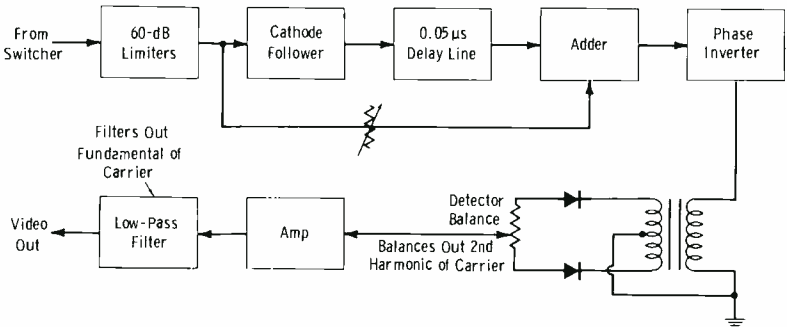 From
Switcher
60-dB
Limiters
Cathode
Follower
0.05 µs
Delay Line
Adder
Phase
Inverter
Filters Out
Fundamental of
Carrier
Video
Out
Low-Pass
Filter
Amp
Detector
Balance
Balances Out 2nd
Harmonic of Carrier